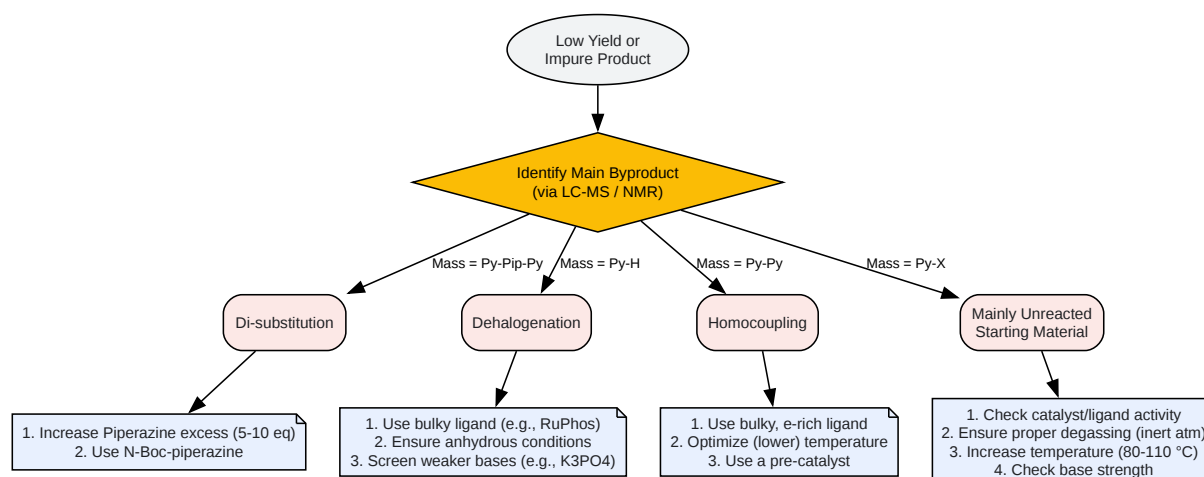 Low Yield or
Impure Product
Identify Main Byproduct
(via LC-MS / NMR)
Mass = Py-Pip-Py
Mass = Py-H
Mass = Py-Py
Mass = Py-X
Di-substitution
Dehalogenation
Homocoupling
Mainly Unreacted
Starting Material
1. Increase Piperazine excess (5-10 eq)
2. Use N-Boc-piperazine
1. Use bulky ligand (e.g., RuPhos)
2. Ensure anhydrous conditions
3. Screen weaker bases (e.g., K3PO4)
1. Use bulky, e-rich ligand
2. Optimize (lower) temperature
3. Use a pre-catalyst
1. Check catalyst/ligand activity
2. Ensure proper degassing (inert atm)
3. Increase temperature (80-110 °C)
4. Check base strength